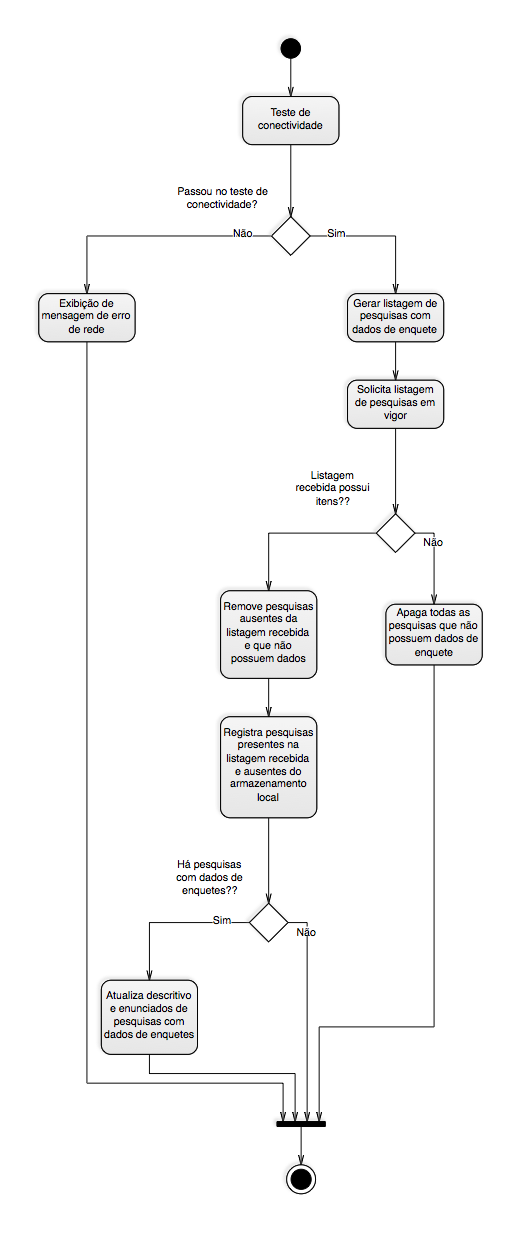 Teste de
conectividade
Passou no teste de
conectividade?
Não
Sim
Exibição de
mensagem de erro
de rede
Gerar listagem de
pesquisas com
dados de enquete
Solicita listagem
de pesquisas em
vigor
Listagem
recebida possui
itens??
Não
Remove pesquisas
ausentes da
listagem recebida
e que não
possuem dados
Apaga todas as
pesquisas que não
possuem dados de
enquete
Registra pesquisas
presentes na
listagem recebida
e ausentes do
armazenamento
local
Há pesquisas
com dados de
enquetes??
Sim
Não
Atualiza descritivo
e enunciados de
pesquisas com
dados de enquetes